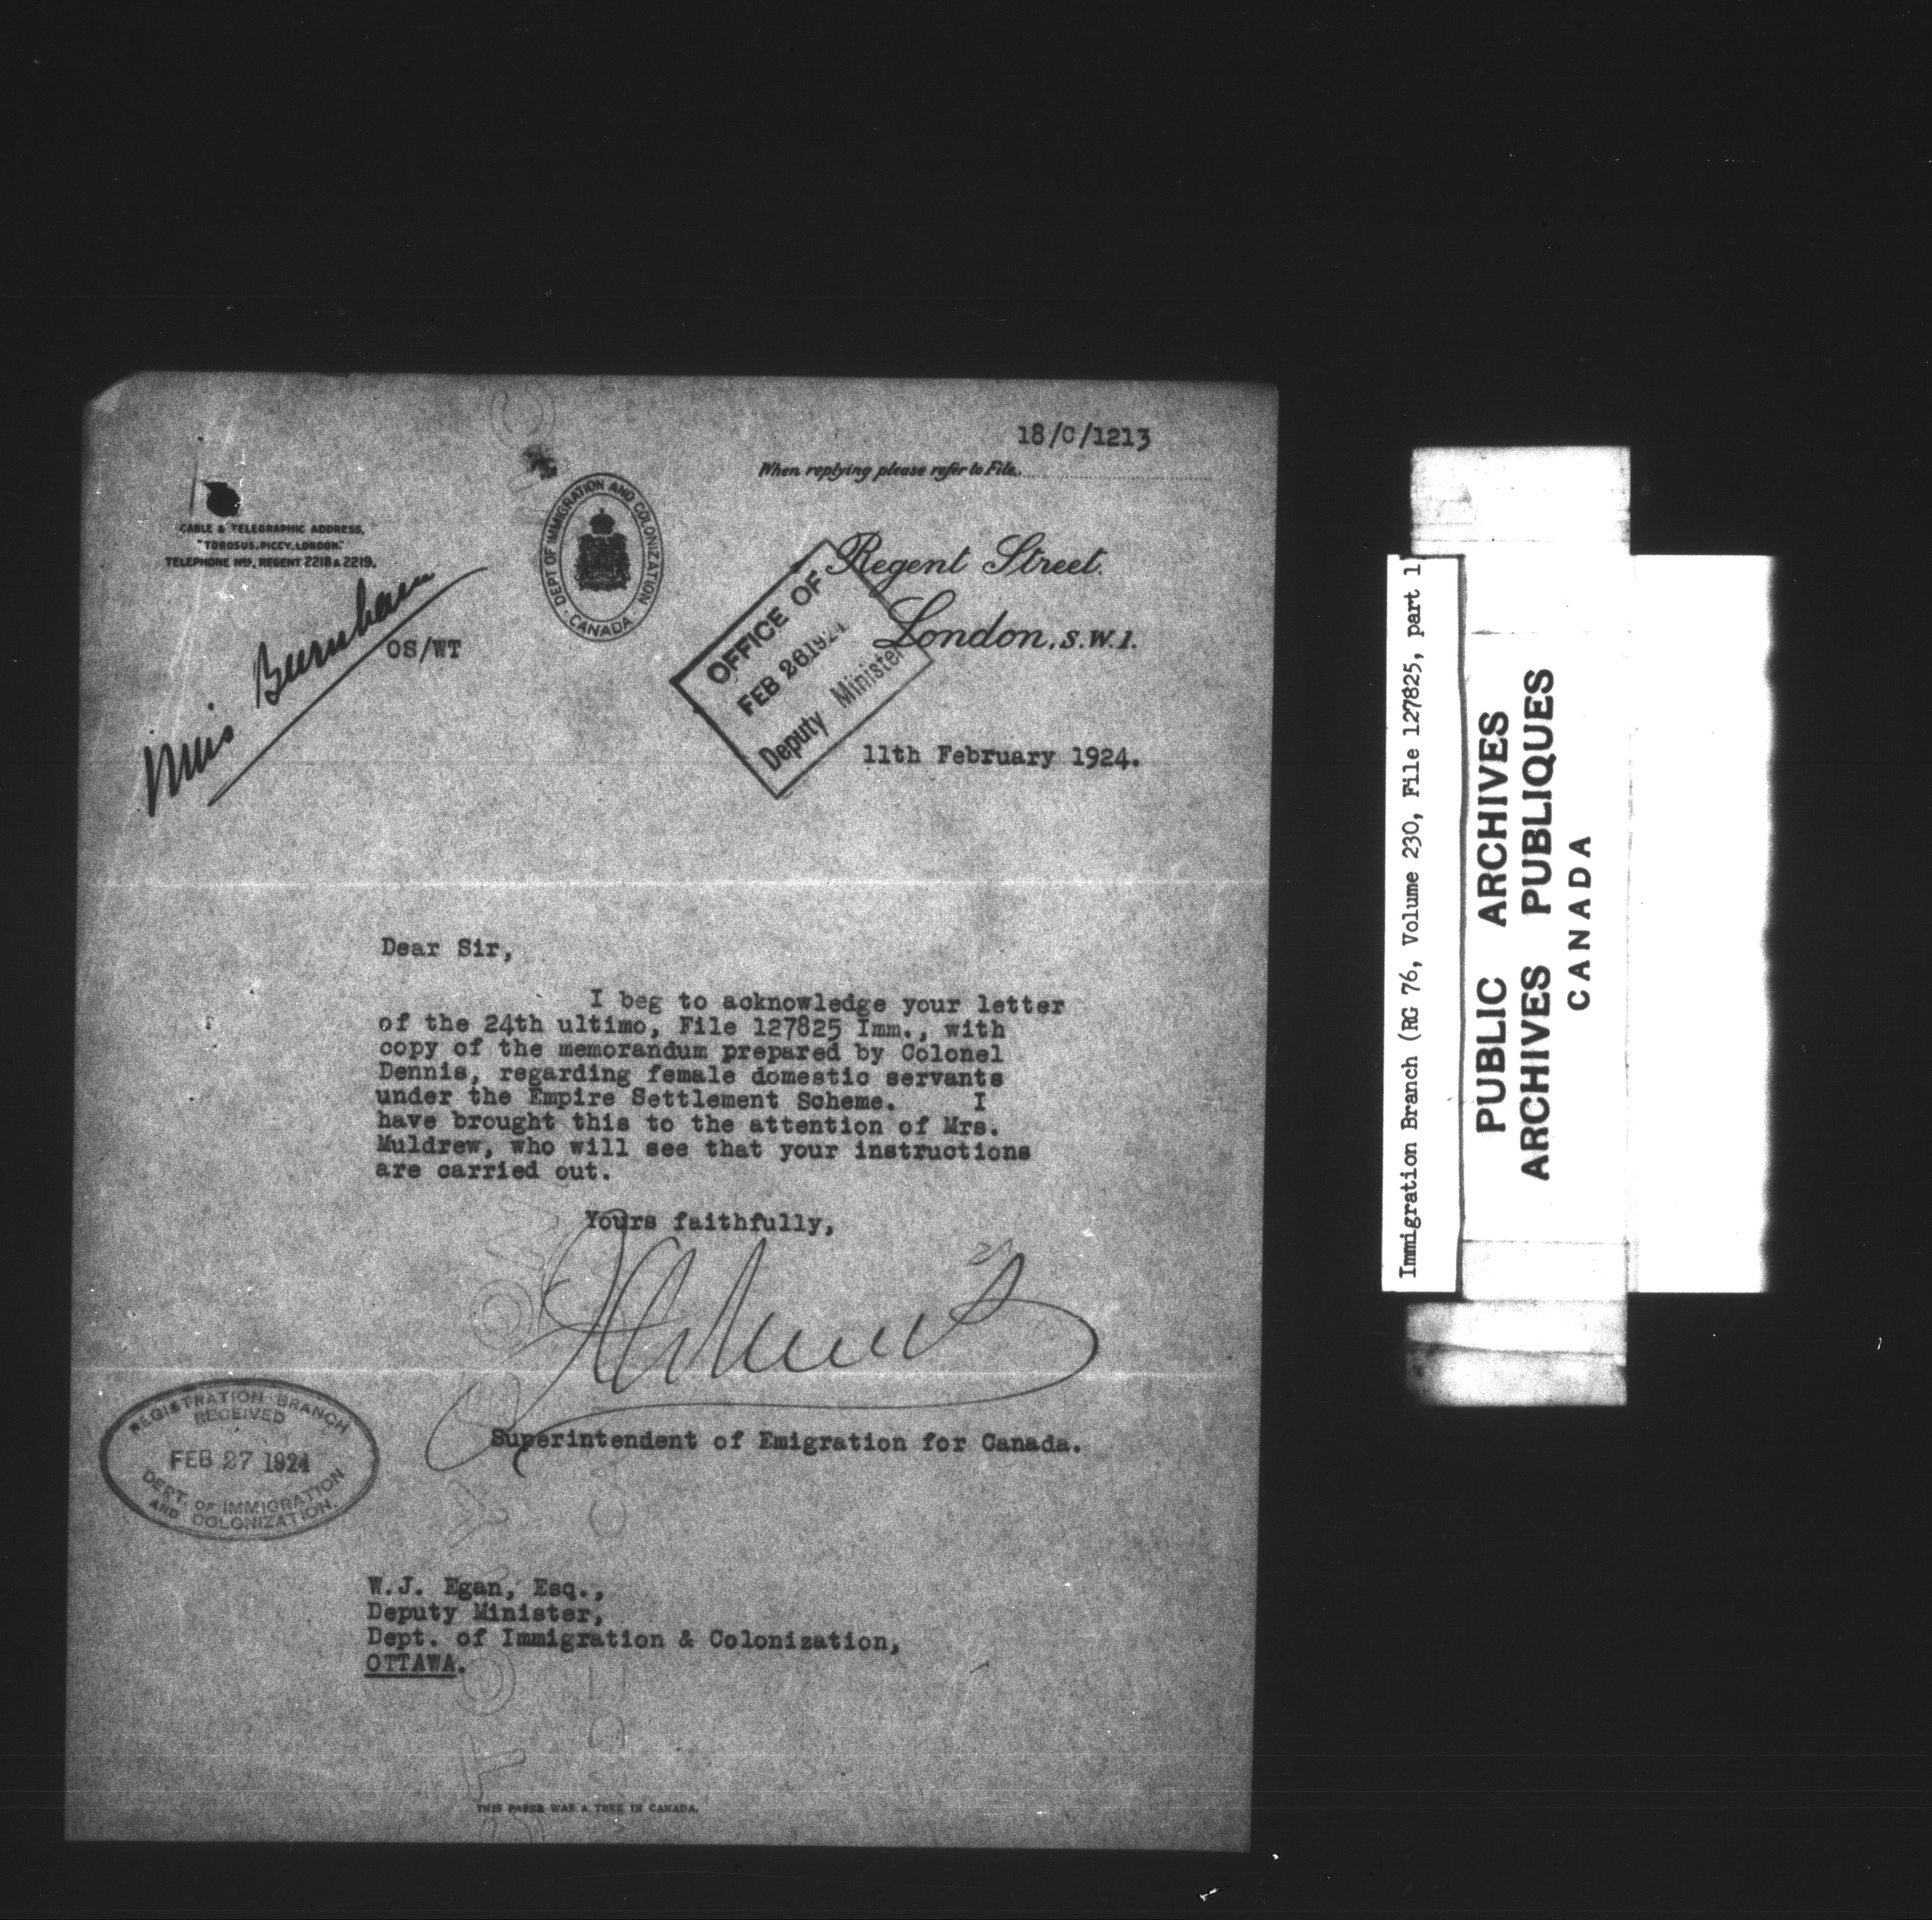 18/C/1213
When replying please refer to File.
CABLE & TELEGRAPHIC ADDRESS,
"TOROSUS, PICCY, LONDON."
TELEPHONE Nos. REGENT 2218 & 2219.
DEPT OF IMMIGRATION AND COLONIZATION
CANADA
Regent Street.
London, S.W.1.
Miss Burnham
OS/WT
OFFICE OF
FEB 26 1924
Deputy Minister
11th February 1924.
Dear Sir,
I beg to acknowledge your letter
of the 24th ultimo, File 127825 Imm., with
copy of the memorandum prepared by Colonel
Dennis, regarding female domestic servants
under the Empire Settlement Scheme. I
have brought this to the attention of Mrs.
Muldrew, who will see that your instructions
are carried out.
Yours faithfully,
Superintendent of Emigration for Canada.
REGISTRATION BRANCH
RECEIVED
FEB 27 1924
DEPT. OF IMMIGRATION
AND COLONIZATION.
W.J. Egan, Esq.,
Deputy Minister,
Dept. of Immigration & Colonization,
OTTAWA.
THIS PAPER WAS A TREE IN CANADA.
Immigration Branch (RG 76, Volume 230, File 127825, part 1
PUBLIC ARCHIVES
ARCHIVES PUBLIQUES
CANADA